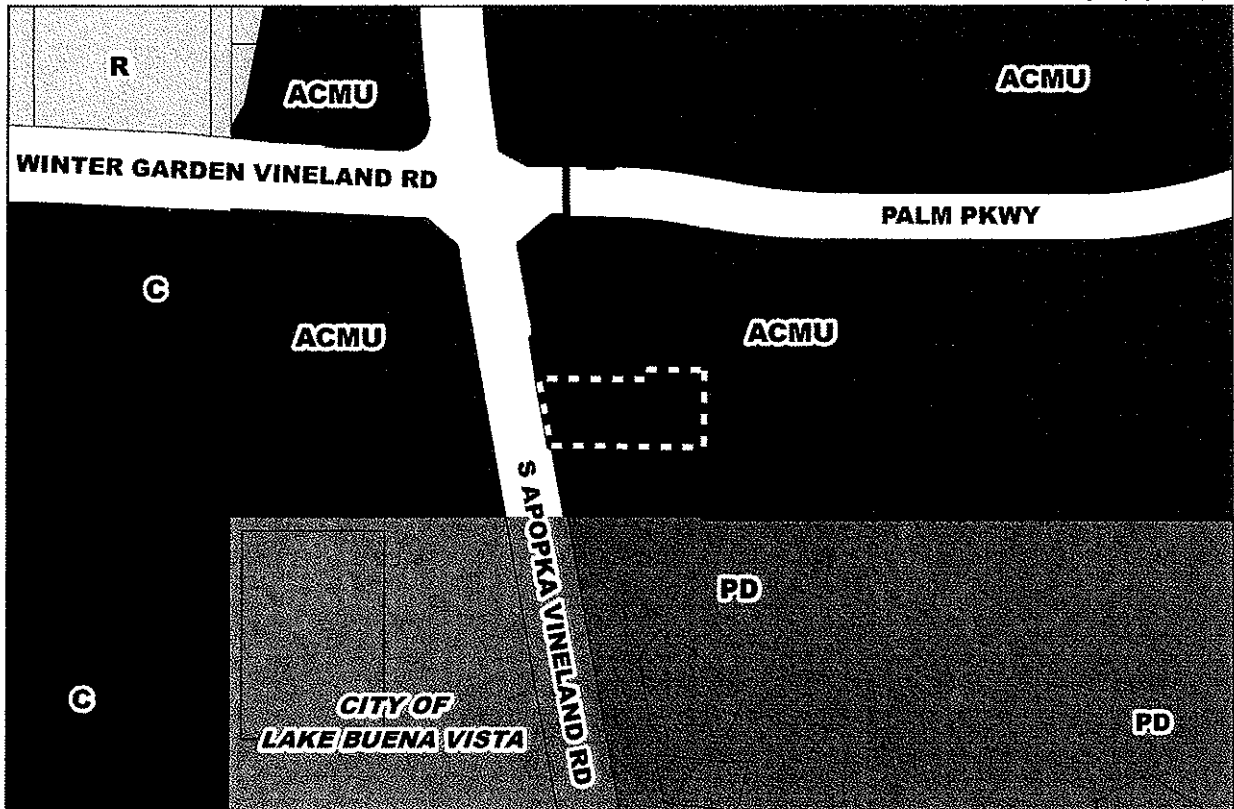 R
ACMU
ACMU
WINTER GARDEN VINELAND RD
PALM PKWY
C
ACMU
ACMU
S APOPKA VINELAND RD
PD
C
CITY OF
LAKE BUENA VISTA
PD